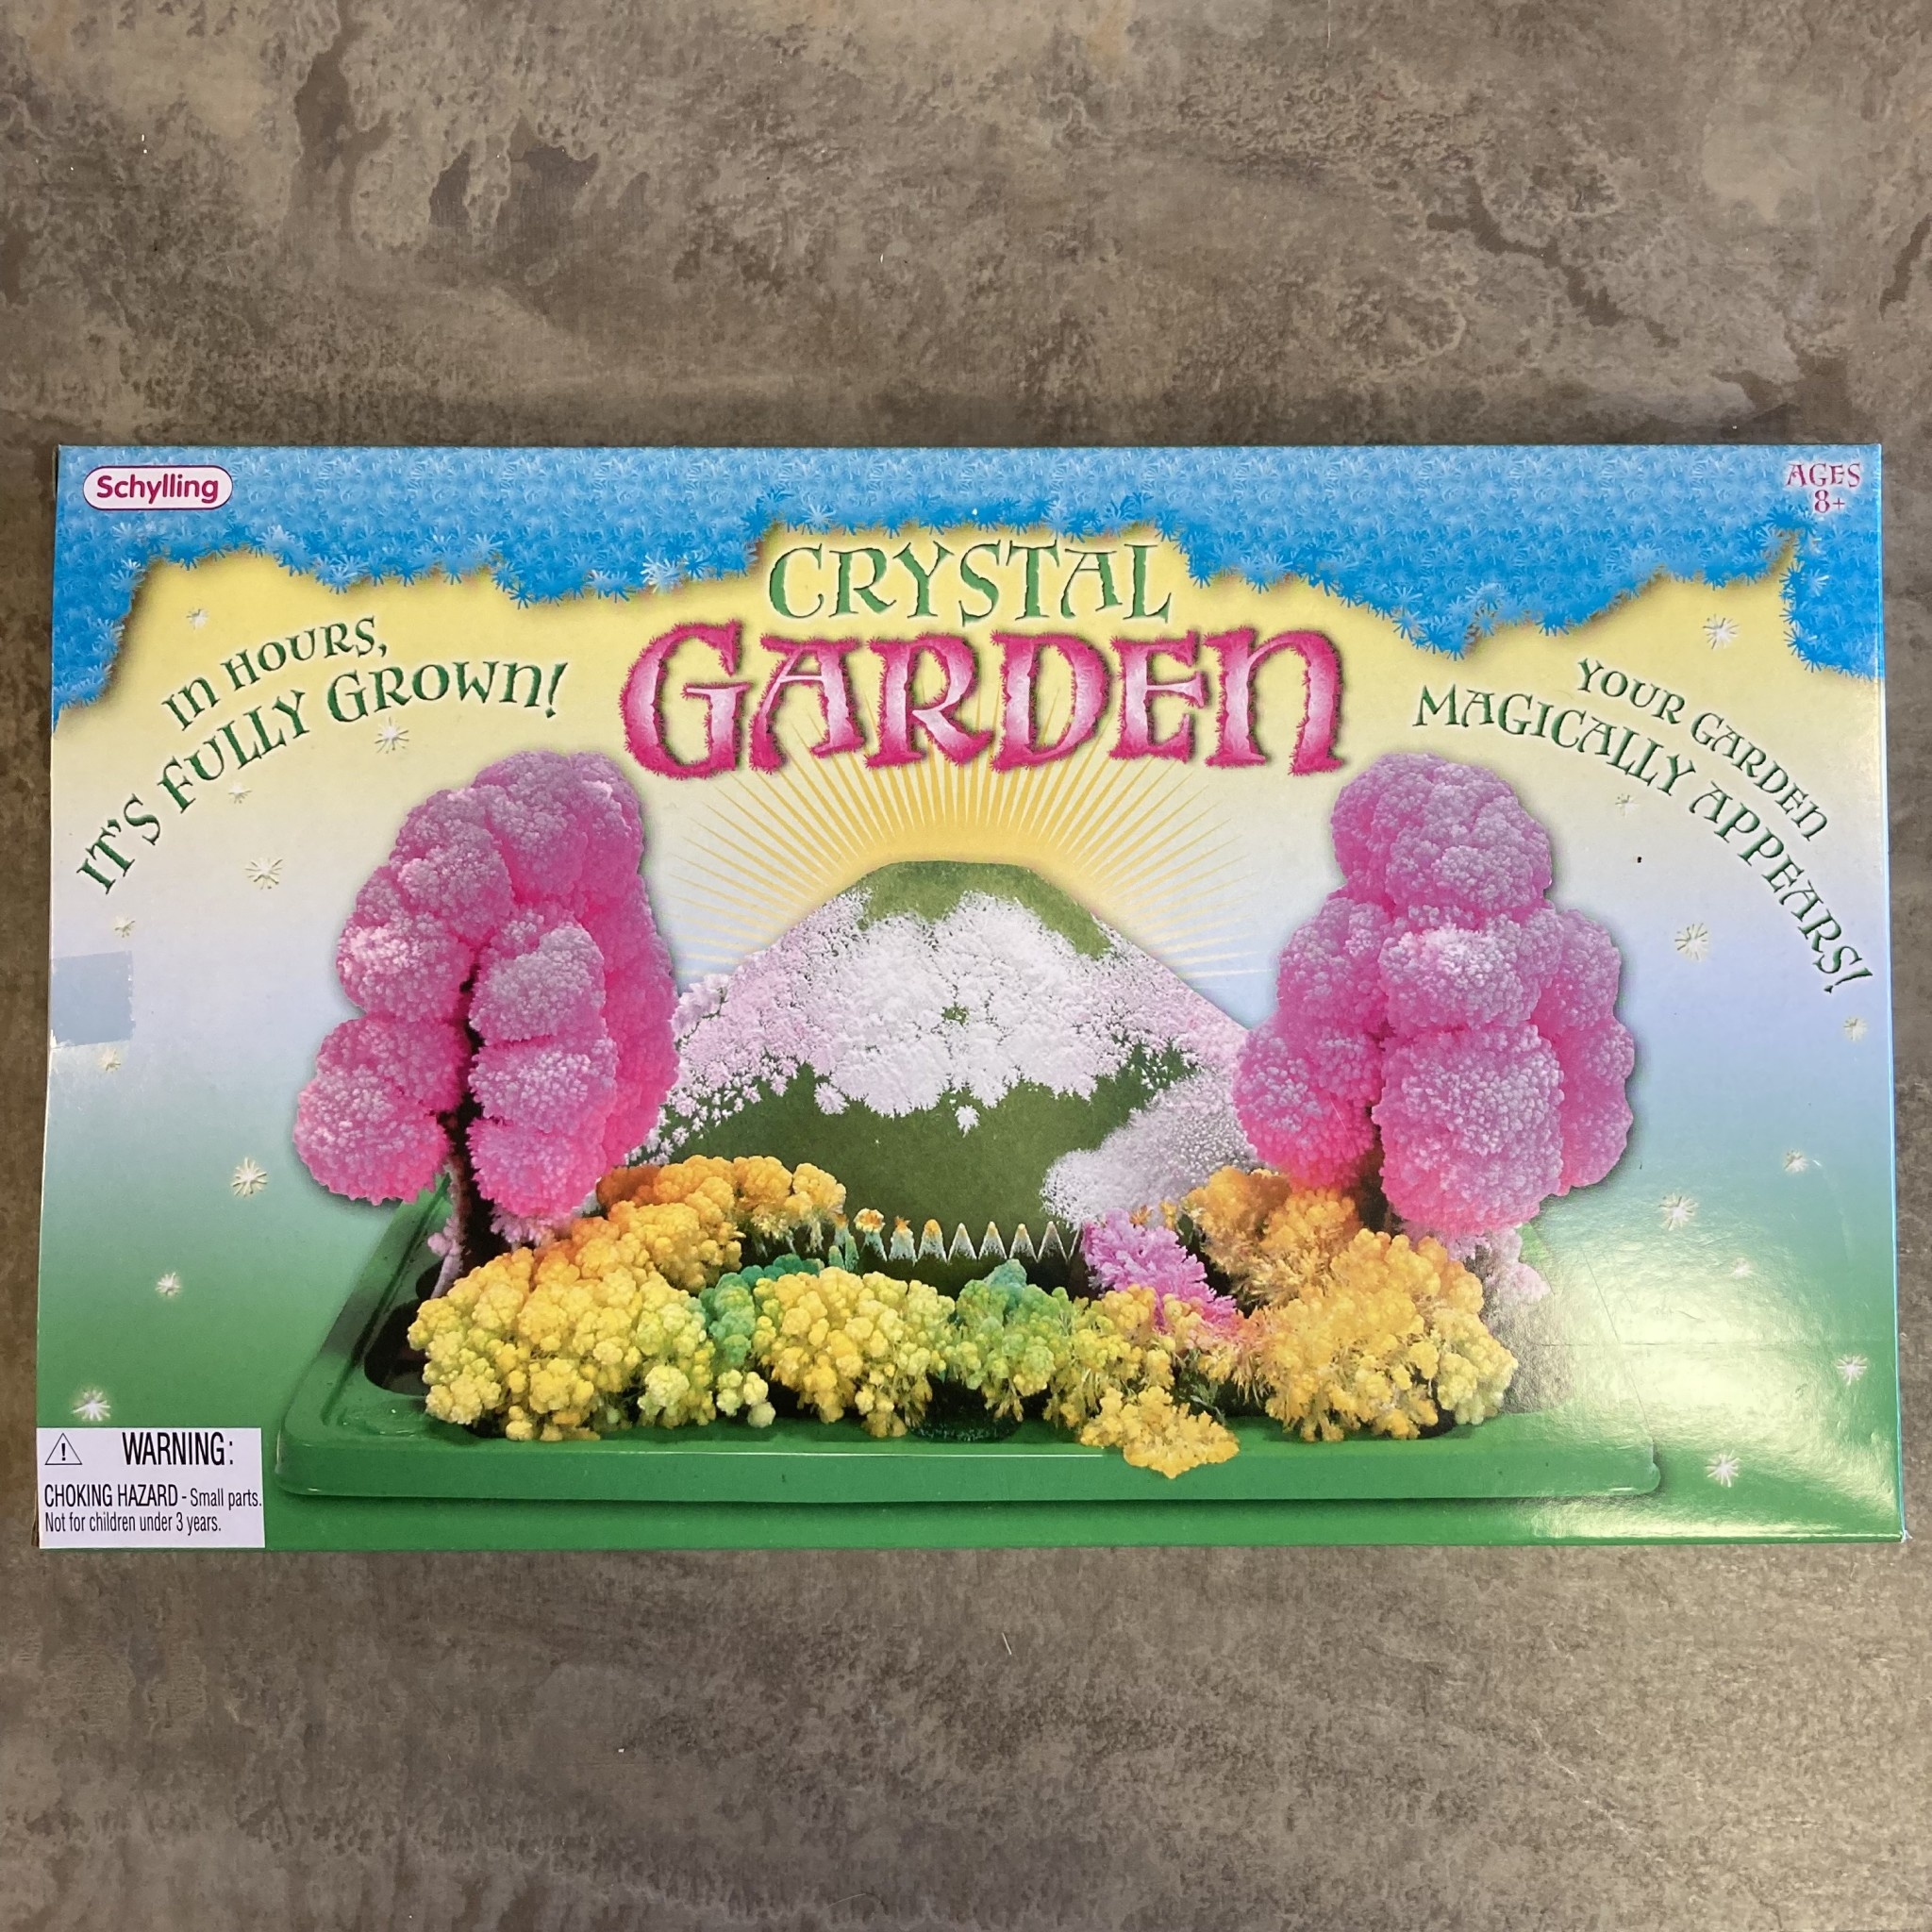 Schylling
AGES
8+
CRYSTAL
GARDEN
IN HOURS,
IT'S FULLY GROWN!
YOUR GARDEN
MAGICALLY APPEARS!
WARNING:
CHOKING HAZARD - Small parts.
Not for children under 3 years.